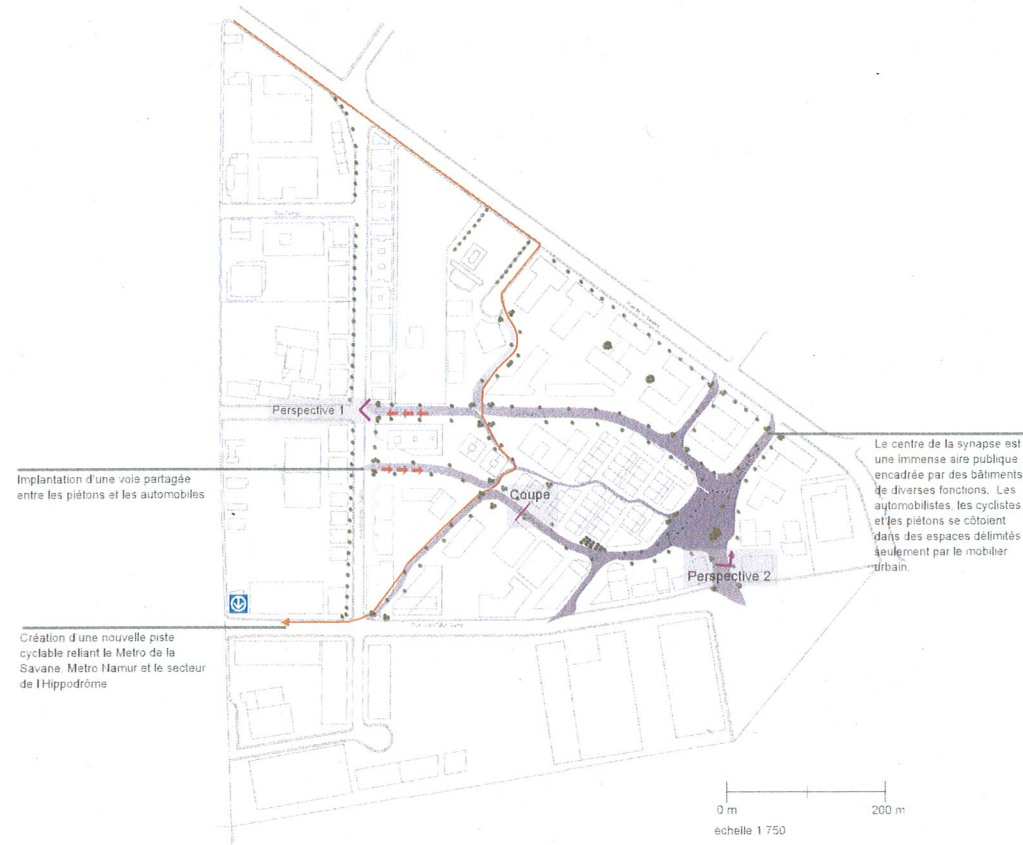 Perspective 1
Implantation d'une voie partagée
entre les piétons et les automobiles
Coupe
Le centre de la synapse est
une immense aire publique
encadrée par des bâtiments
de diverses fonctions. Les
automobilistes, les cyclistes
et les piétons se côtoient
dans des espaces délimités
seulement par le mobilier
urbain.
Perspective 2
Création d'une nouvelle piste
cyclable reliant le Metro de la
Savane, Metro Namur et le secteur
de l'Hippodrôme
0 m 200 m
échelle 1 750